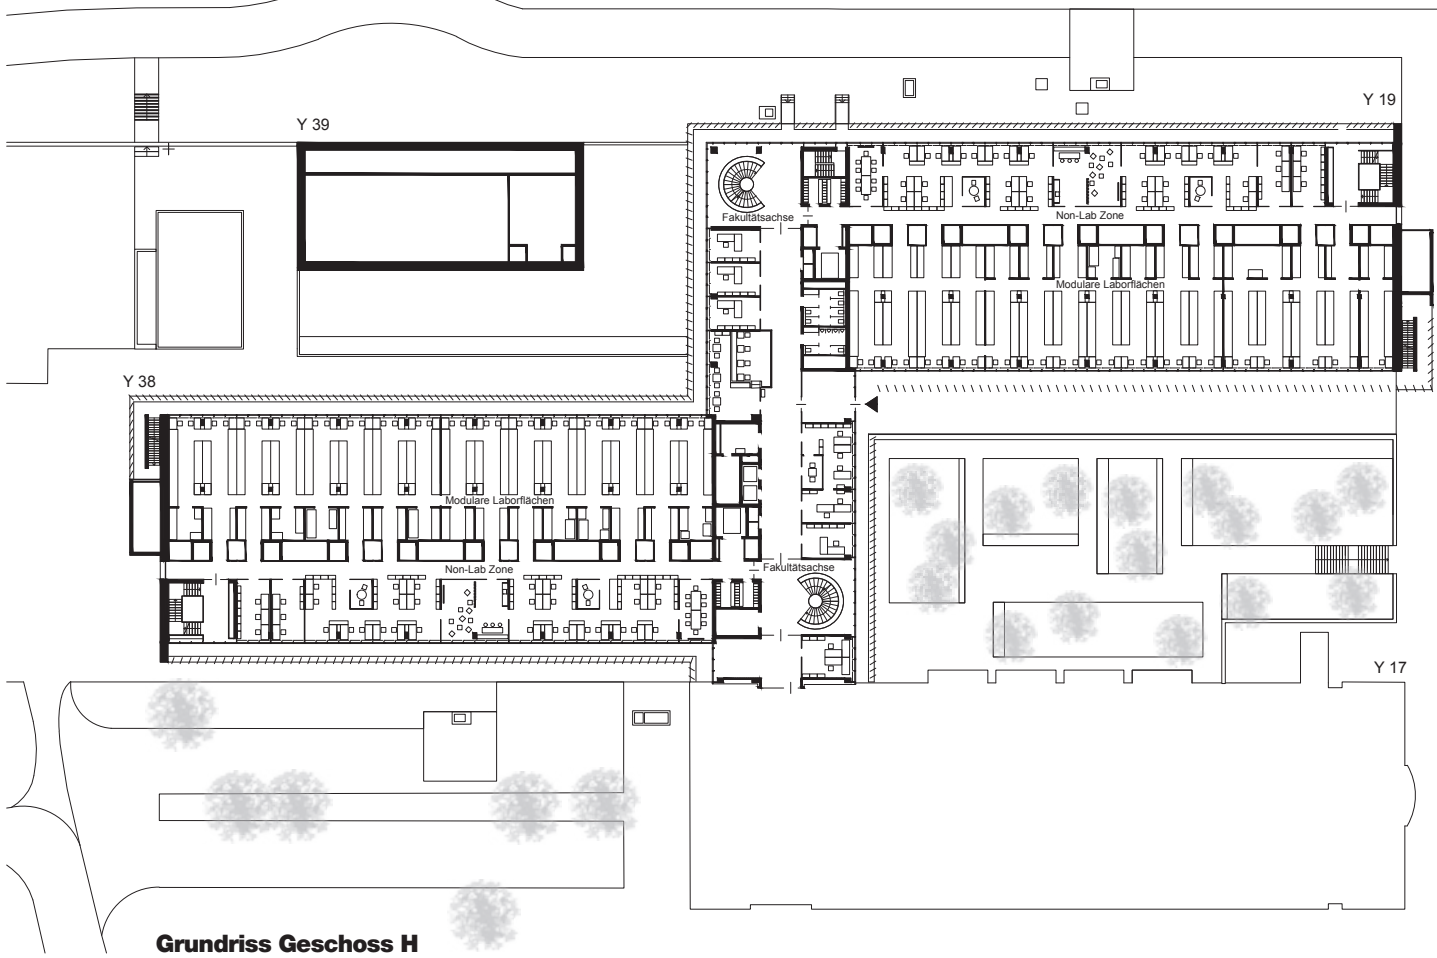 Y 39
Y 19
Fakultätsachse
Non-Lab Zone
Modulare Laborflächen
Y 38
Modulare Laborflächen
Non-Lab Zone
Fakultätsachse
Y 17
Grundriss Geschoss H